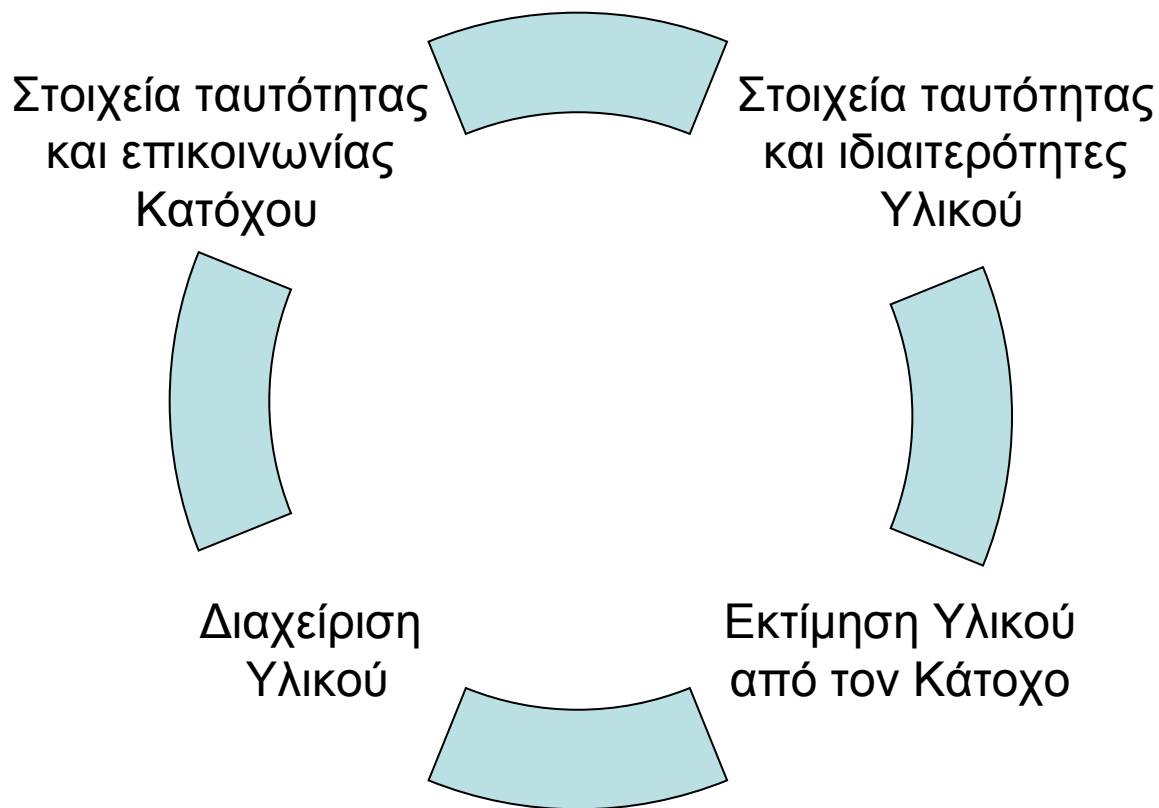 Στοιχεία ταυτότητας
και επικοινωνίας
Κατόχου
Στοιχεία ταυτότητας
και ιδιαιτερότητες
Υλικού
Διαχείριση
Υλικού
Εκτίμηση Υλικού
από τον Κάτοχο